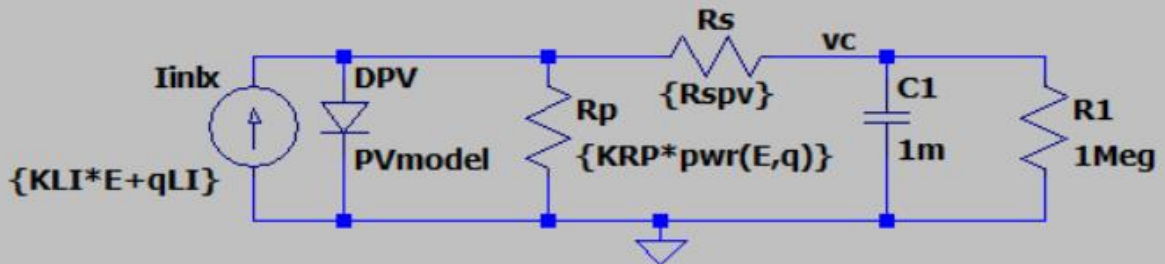 Rs
vc
Iinlx
DPV
{Rspv}
C1
Rp
R1
PVmodel
{KRP*pwr(E,q)}
1m
1Meg
{KLI*E+qLI}